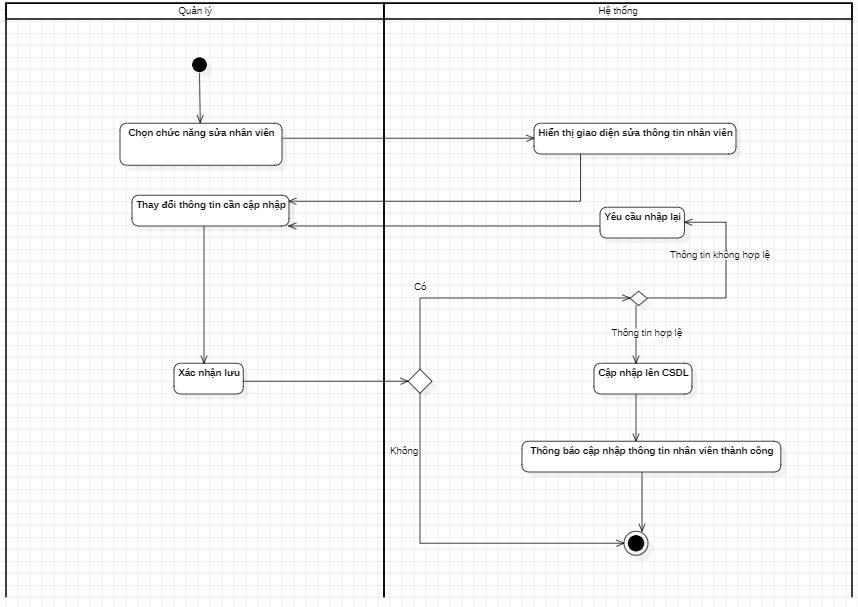 Quản lý
Hệ thống
Chọn chức năng sửa nhân viên
Hiển thị giao diện sửa thông tin nhân viên
Thay đổi thông tin cần cập nhập
Yêu cầu nhập lại
Thông tin không hợp lệ
Có
Thông tin hợp lệ
Xác nhận lưu
Cập nhập lên CSDL
Không
Thông báo cập nhập thông tin nhân viên thành công